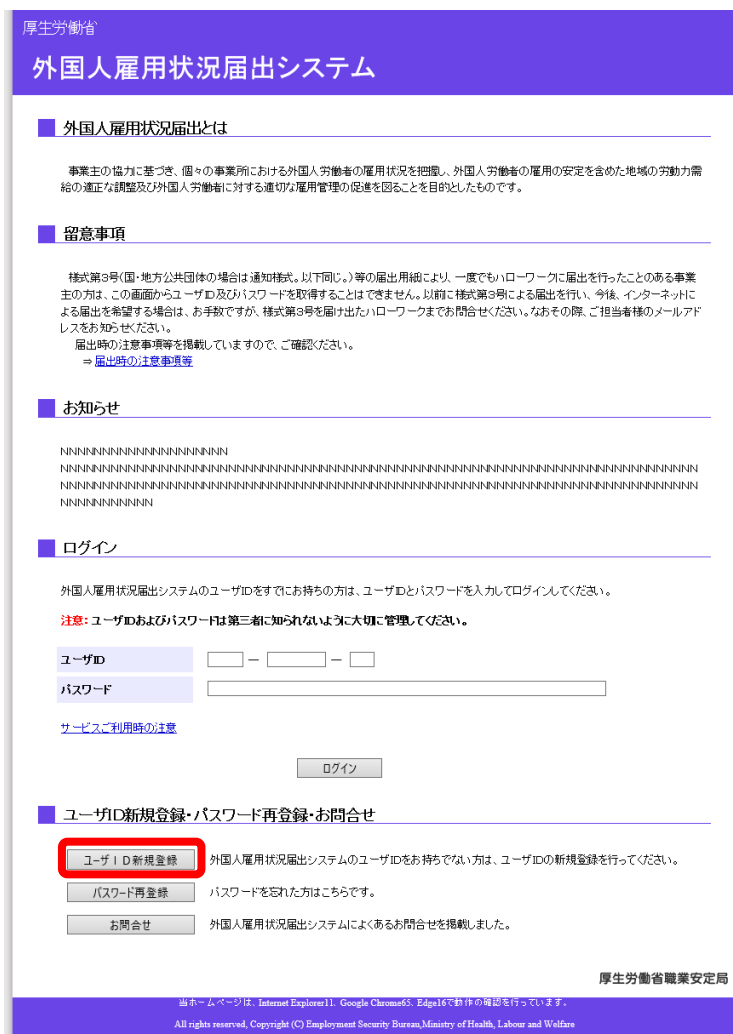 厚生労働省
外国人雇用状況届出システム
外国人雇用状況届出とは
事業主の協力に基づき、個々の事業所における外国人労働者の雇用状況を把握し、外国人労働者の雇用の安定を含めた地域の労働力需
給の適正な調整及び外国人労働者に対する適切な雇用管理の促進を図ることを目的としたものです。
留意事項
様式第3号(国・地方公共団体の場合は通知様式。以下同じ。)等の届出用紙により、一度でもハローワークに届出を行ったことのある事業
主の方は、この画面からユーザID及びパスワードを取得することはできません。以前に様式第3号による届出を行い、今後、インターネットに
よる届出を希望する場合は、お手数ですが、様式第3号を届け出たハローワークまでお問合せください。なおその際、ご担当者様のメールアド
レスをお知らせください。
届出時の注意事項等を掲載していますので、ご確認ください。
⇒ 届出時の注意事項等
お知らせ
NNNNNNNNNNNNNNNNNNNN
NNNNNNNNNNNNNNNNNNNNNNNNNNNNNNNNNNNNNNNNNNNNNNNNNNNNNNNNNNNNNNNNNNNNNNNNNNNN
NNNNNNNNNNNNNNNNNNNNNNNNNNNNNNNNNNNNNNNNNNNNNNNNNNNNNNNNNNNNNNNNNNNNNNNNNNNN
NNNNNNNNNNN
ログイン
外国人雇用状況届出システムのユーザIDをすでにお持ちの方は、ユーザIDとパスワードを入力してログインしてください。
注意: ユーザIDおよびパスワードは第三者に知られないように大切に管理してください。
ユーザID － －
パスワード
サービスご利用時の注意
ログイン
ユーザID新規登録・パスワード再登録・お問合せ
ユーザＩＤ新規登録 外国人雇用状況届出システムのユーザIDをお持ちでない方は、ユーザIDの新規登録を行ってください。
パスワード再登録 パスワードを忘れた方はこちらです。
お問合せ 外国人雇用状況届出システムによくあるお問合せを掲載しました。
厚生労働省職業安定局
当ホームページは、Internet Explorer11. Google Chrome65. Edge16で動作の確認を行っています。
All rights reserved, Copyright (C) Employment Security Bureau,Ministry of Health, Labour and Welfare